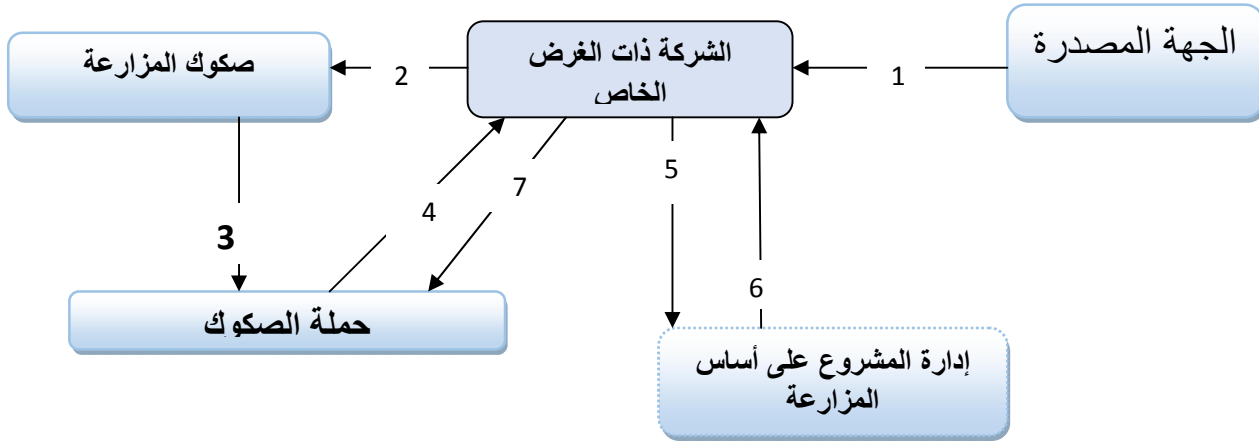 الجهة المصدرة
1
الشركة ذات الغرض
الخاص
2
صكوك المزارعة
3
4
7
5
6
حملة الصكوك
إدارة المشروع على أساس
المزارعة